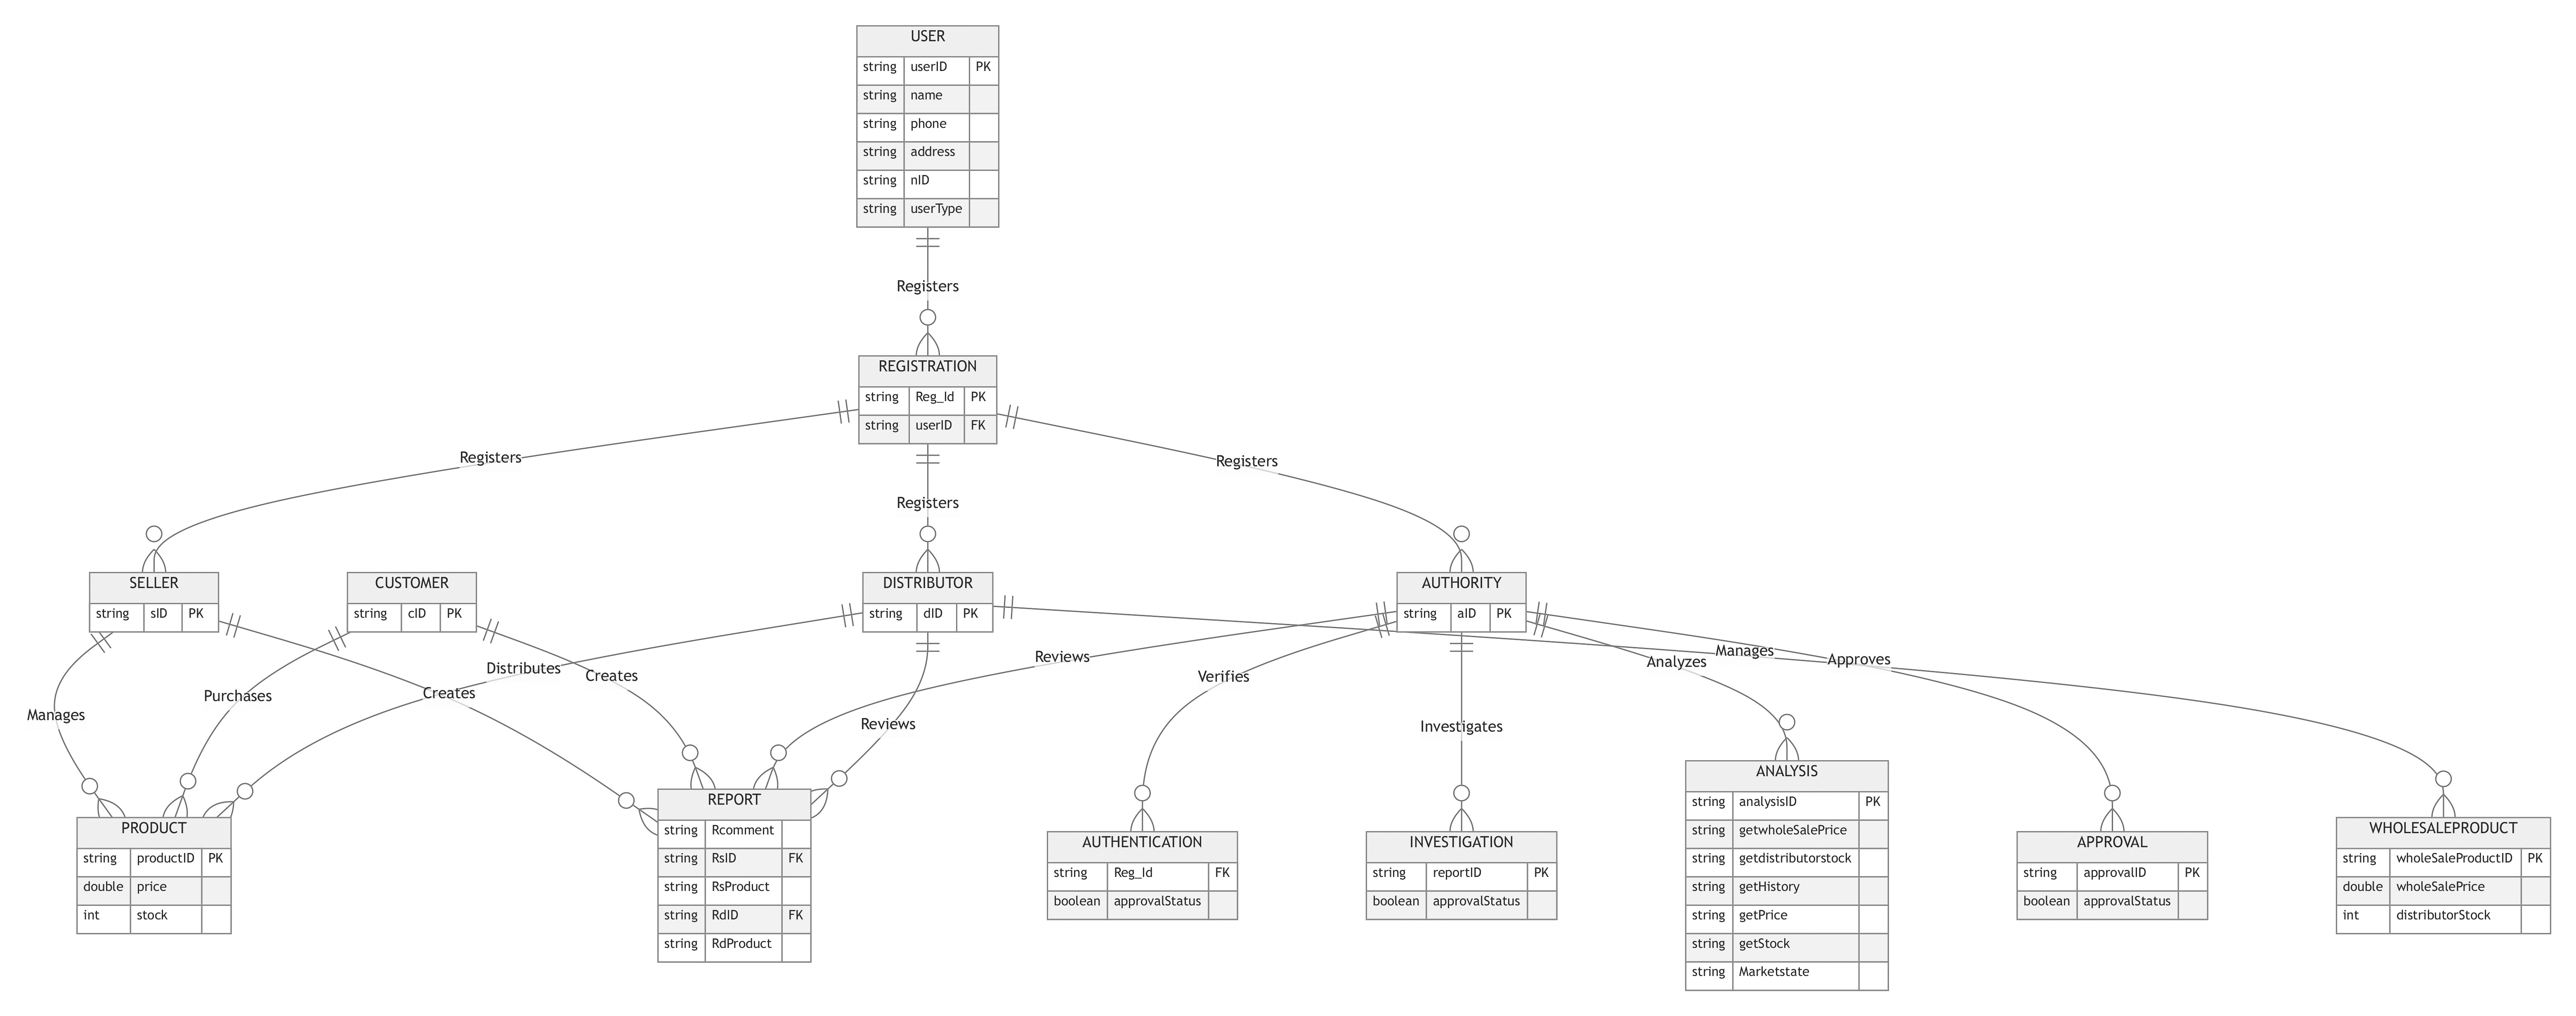 USER
string userID PK
string name
string phone
string address
string nID
string userType
Registers
REGISTRATION
string Reg_Id PK
string userID FK
Registers
Registers
Registers
SELLER
string sID PK
CUSTOMER
string cID PK
DISTRIBUTOR
string dID PK
AUTHORITY
string aID PK
Manages
Purchases
Creates
Distributes
Creates
Reviews
Reviews
Verifies
Investigates
Analyzes
Manages
Approves
PRODUCT
string productID PK
double price
int stock
REPORT
string Rcomment
string RsID FK
string RsProduct
string RdID FK
string RdProduct
AUTHENTICATION
string Reg_Id FK
boolean approvalStatus
INVESTIGATION
string reportID PK
boolean approvalStatus
ANALYSIS
string analysisID PK
string getwholeSalePrice
string getdistributorstock
string getHistory
string getPrice
string getStock
string Marketstate
APPROVAL
string approvalID PK
boolean approvalStatus
WHOLESALEPRODUCT
string wholeSaleProductID PK
double wholeSalePrice
int distributorStock